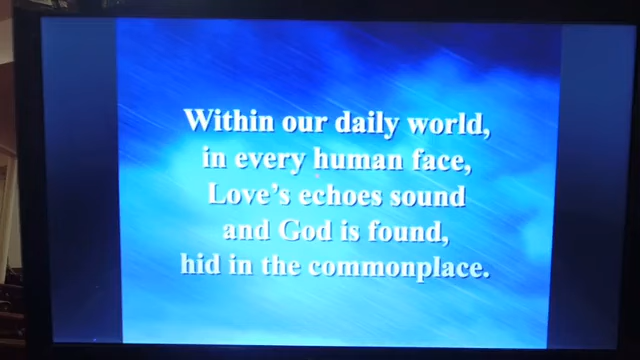 Within our daily world,
in every human face,
Love's echoes sound
and God is found,
hid in the commonplace.